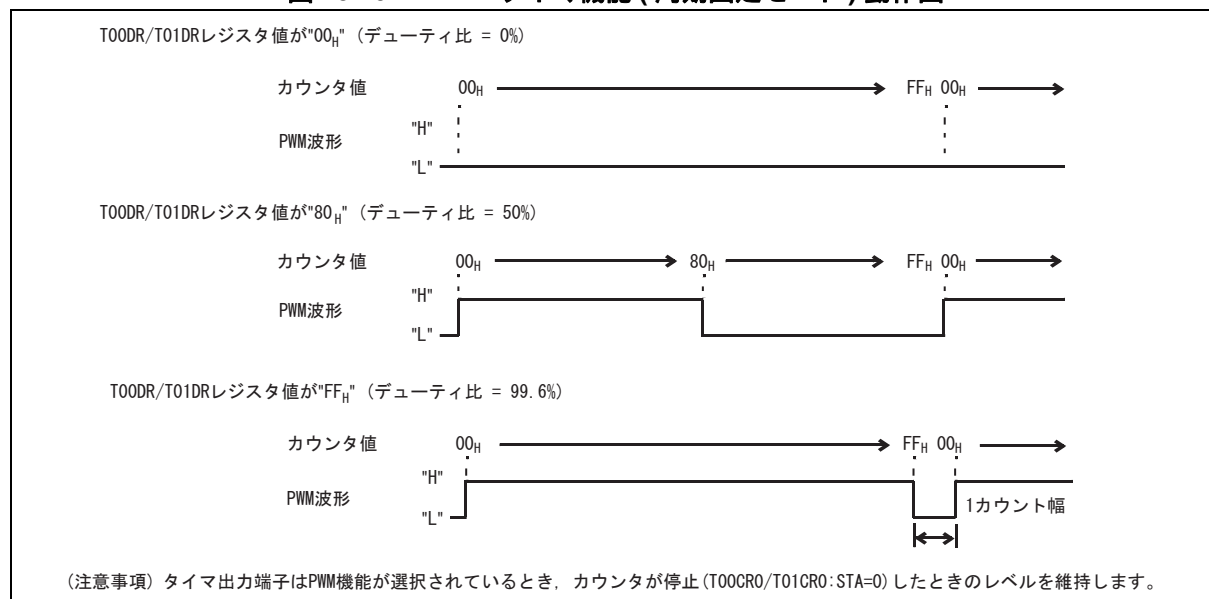 T00DR/T01DRレジスタ値が"00H" (デューティ比 = 0%)
カウンタ値 00H FFH 00H
"H"
PWM波形
"L"
T00DR/T01DRレジスタ値が"80H" (デューティ比 = 50%)
カウンタ値 00H 80H FFH 00H
"H"
PWM波形
"L"
T00DR/T01DRレジスタ値が"FFH" (デューティ比 = 99.6%)
カウンタ値 00H FFH 00H
"H"
PWM波形 1カウント幅
"L"
(注意事項) タイマ出力端子はPWM機能が選択されているとき, カウンタが停止(T00CR0/T01CR0:STA=0)したときのレベルを維持します。